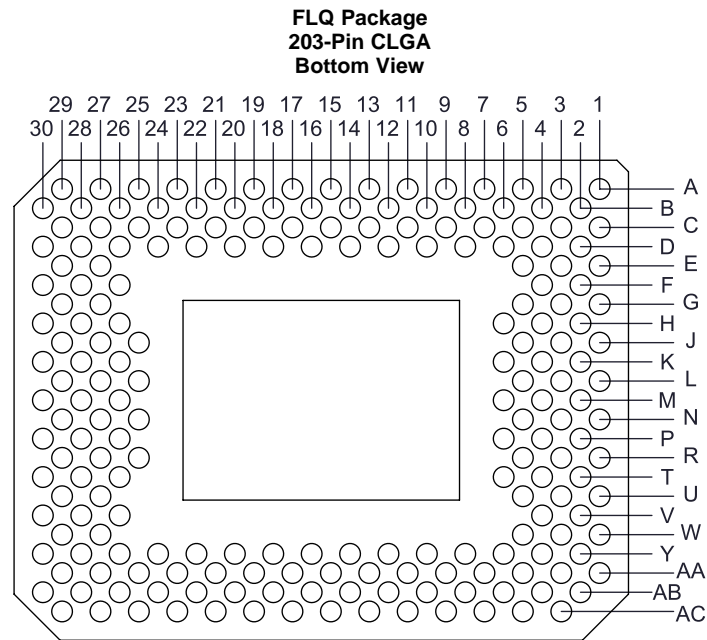 FLQ Package
203-Pin CLGA
Bottom View
29 27 25 23 21 19 17 15 13 11 9 7 5 3 1
30 28 26 24 22 20 18 16 14 12 10 8 6 4 2
A
B
C
D
E
F
G
H
J
K
L
M
N
P
R
T
U
V
W
Y
AA
AB
AC